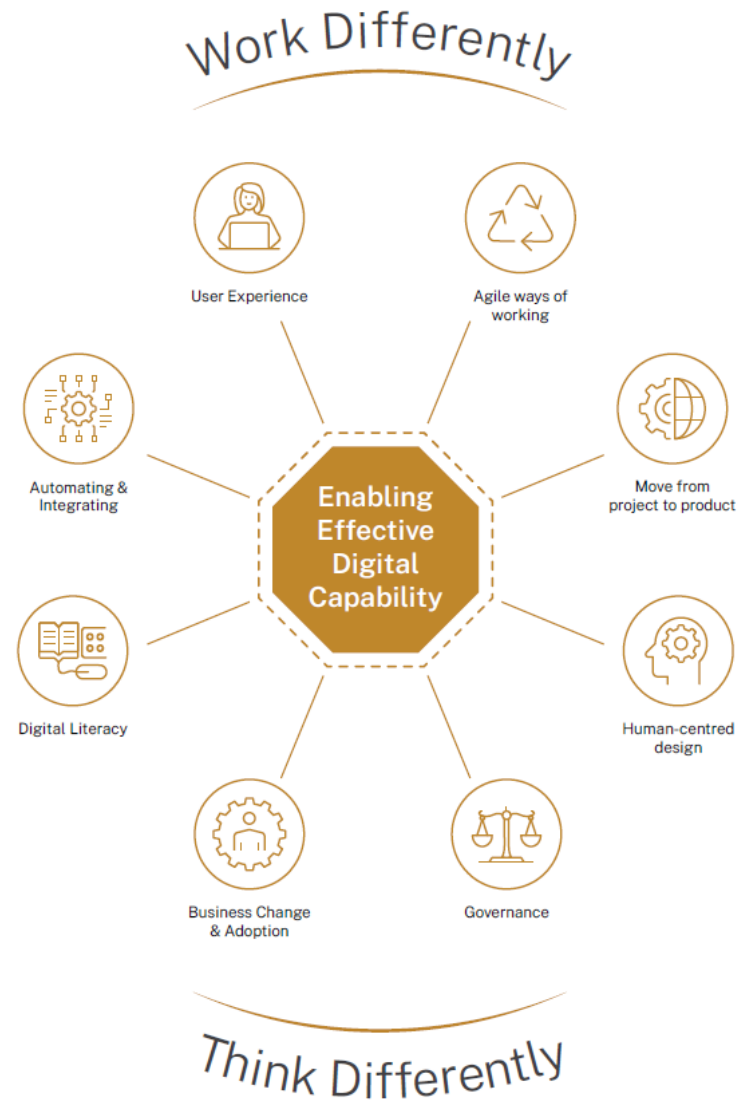 Work Differently
User Experience
Agile ways of
working
Automating &
Integrating
Move from
project to product
Enabling
Effective
Digital
Capability
Digital Literacy
Human-centred
design
Business Change
& Adoption
Governance
Think Differently